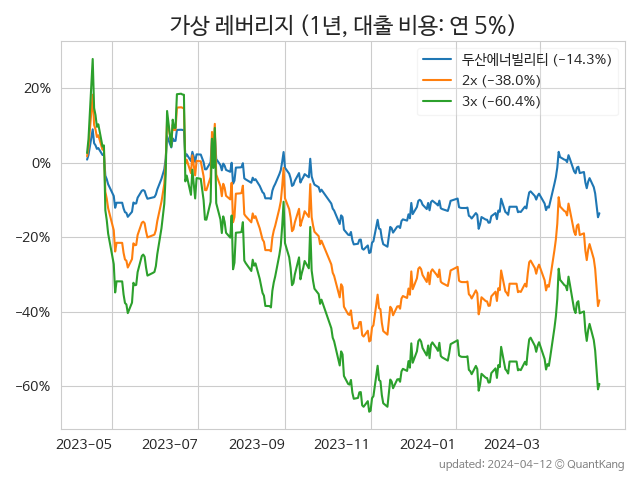 가상 레버리지 (1년, 대출 비용: 연 5%)
두산에너빌리티 (−14.3%)
2x (−38.0%)
3x (−60.4%)
20%
0%
−20%
−40%
−60%
2023-05 2023-07 2023-09 2023-11 2024-01 2024-03
updated: 2024-04-12 © QuantKang